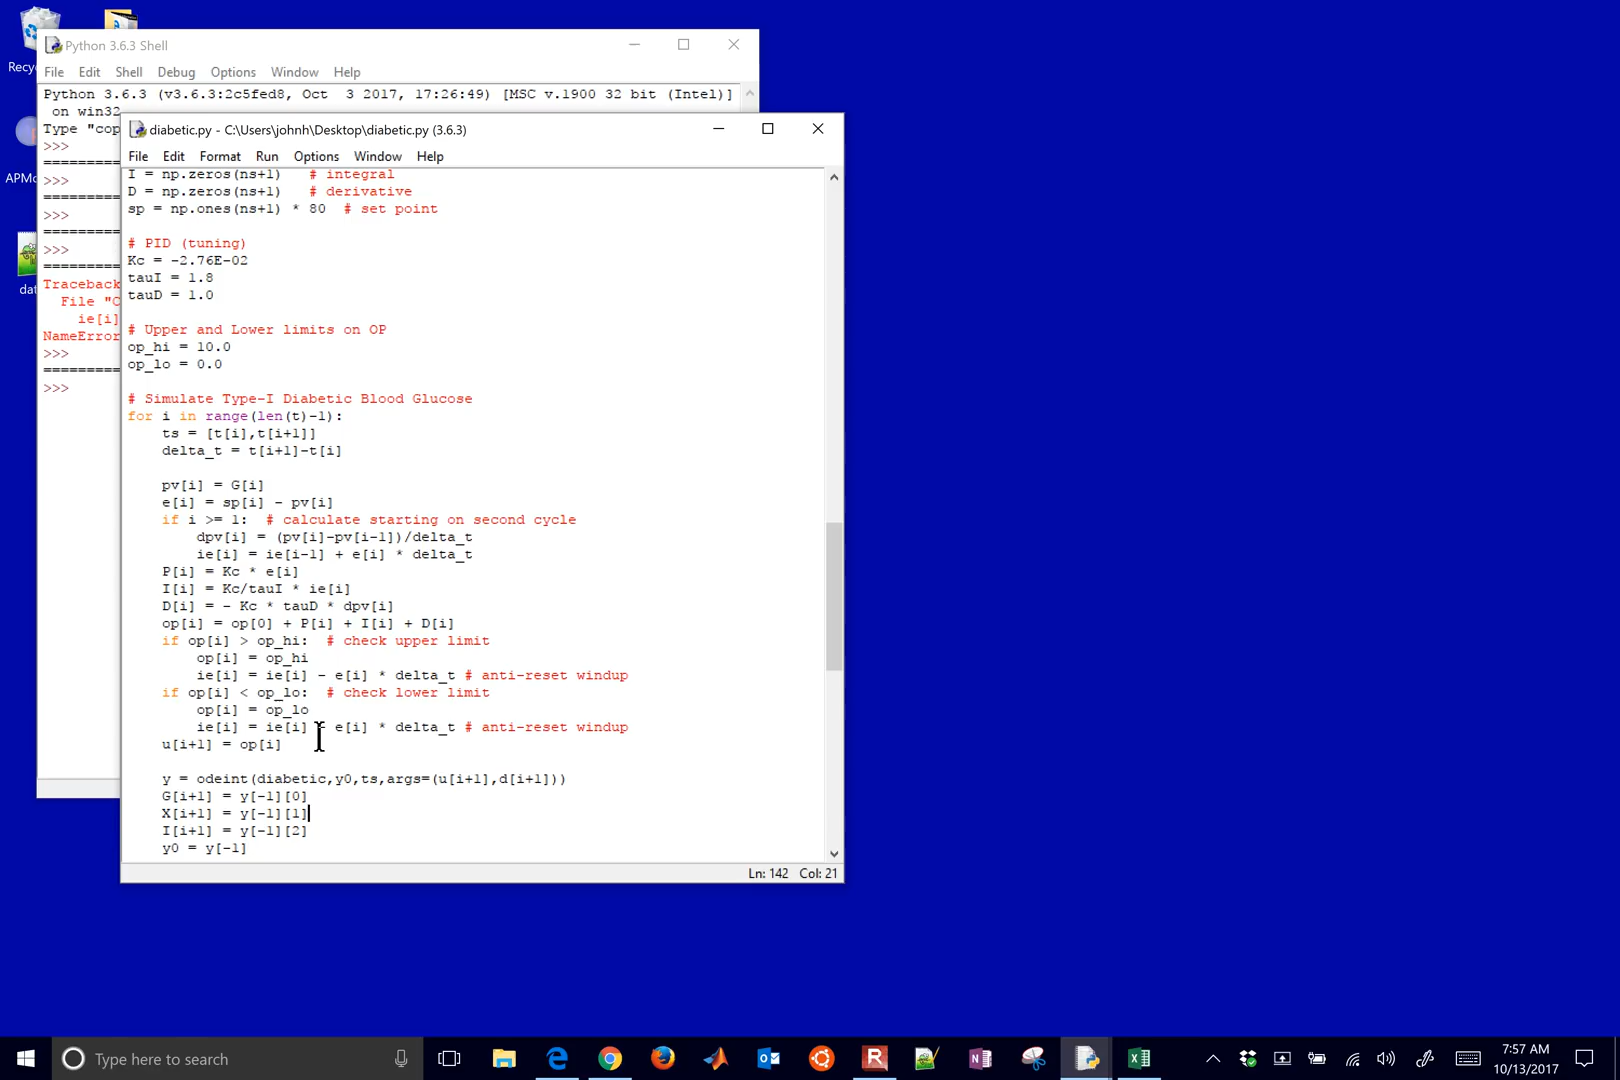 Recyc
Python 3.6.3 Shell
File Edit Shell Debug Options Window Help
Python 3.6.3 (v3.6.3:2c5fed8, Oct  3 2017, 17:26:49) [MSC v.1900 32 bit (Intel)]
on win32
Type "cop
>>>
==========
>>>
==========
>>>
==========
>>>
==========
Traceback
File "C
ie[i]
NameError
>>>
==========
>>>
APMo
dat
diabetic.py - C:\Users\johnh\Desktop\diabetic.py (3.6.3)
File Edit Format Run Options Window Help
I = np.zeros(ns+1)   # integral
D = np.zeros(ns+1)   # derivative
sp = np.ones(ns+1) * 80  # set point
# PID (tuning)
Kc = -2.76E-02
tauI = 1.8
tauD = 1.0
# Upper and Lower limits on OP
op_hi = 10.0
op_lo = 0.0
# Simulate Type-I Diabetic Blood Glucose
for i in range(len(t)-1):
    ts = [t[i],t[i+1]]
    delta_t = t[i+1]-t[i]
    pv[i] = G[i]
    e[i] = sp[i] - pv[i]
    if i >= 1:  # calculate starting on second cycle
        dpv[i] = (pv[i]-pv[i-1])/delta_t
        ie[i] = ie[i-1] + e[i] * delta_t
    P[i] = Kc * e[i]
    I[i] = Kc/tauI * ie[i]
    D[i] = - Kc * tauD * dpv[i]
    op[i] = op[0] + P[i] + I[i] + D[i]
    if op[i] > op_hi:  # check upper limit
        op[i] = op_hi
        ie[i] = ie[i] - e[i] * delta_t # anti-reset windup
    if op[i] < op_lo:  # check lower limit
        op[i] = op_lo
        ie[i] = ie[i] - e[i] * delta_t # anti-reset windup
    u[i+1] = op[i]
    y = odeint(diabetic,y0,ts,args=(u[i+1],d[i+1]))
    G[i+1] = y[-1][0]
    X[i+1] = y[-1][1]
    I[i+1] = y[-1][2]
    y0 = y[-1]
Ln: 142 Col: 21
Type here to search
7:57 AM
10/13/2017